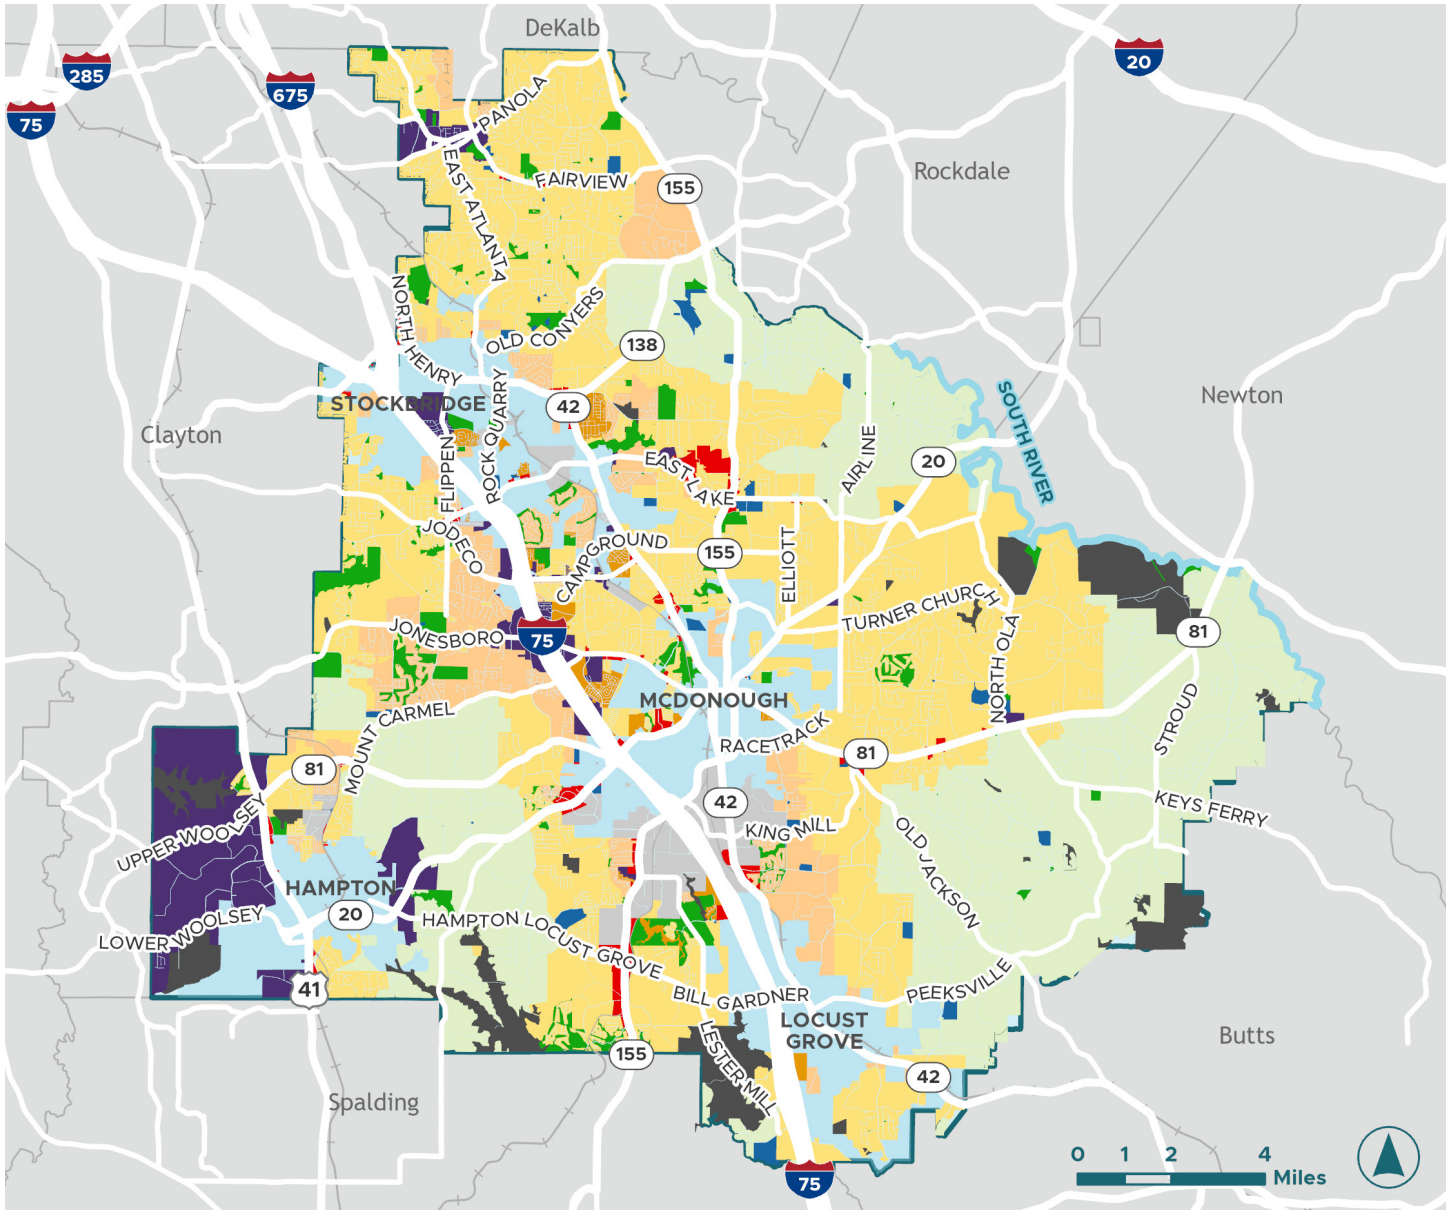 DeKalb
20
285
675
75
PANOLA
Rockdale
EAST ATLANTA
FAIRVIEW
155
NORTH HENRY
OLD CONYERS
138
STOCKBRIDGE
ROCK QUARRY
42
SOUTH RIVER
Newton
Clayton
FLIPPEN
EAST LAKE
AIRLINE
20
JODECO
CAMPGROUND
155
ELLIOTT
TURNER CHURCH
NORTH OLA
81
JONESBORO
75
MCDONOUGH
MOUNT CARMEL
RACETRACK
STROUD
81
81
UPPER WOOLSEY
42
KING MILL
KEYS FERRY
OLD JACKSON
HAMPTON
20
LOWER WOOLSEY
HAMPTON LOCUST GROVE
41
BILL GARDNER
PEEKSVILLE
LOCUST
GROVE
Butts
155
LESTER MILL
42
Spalding
75
0 1 2 4
Miles